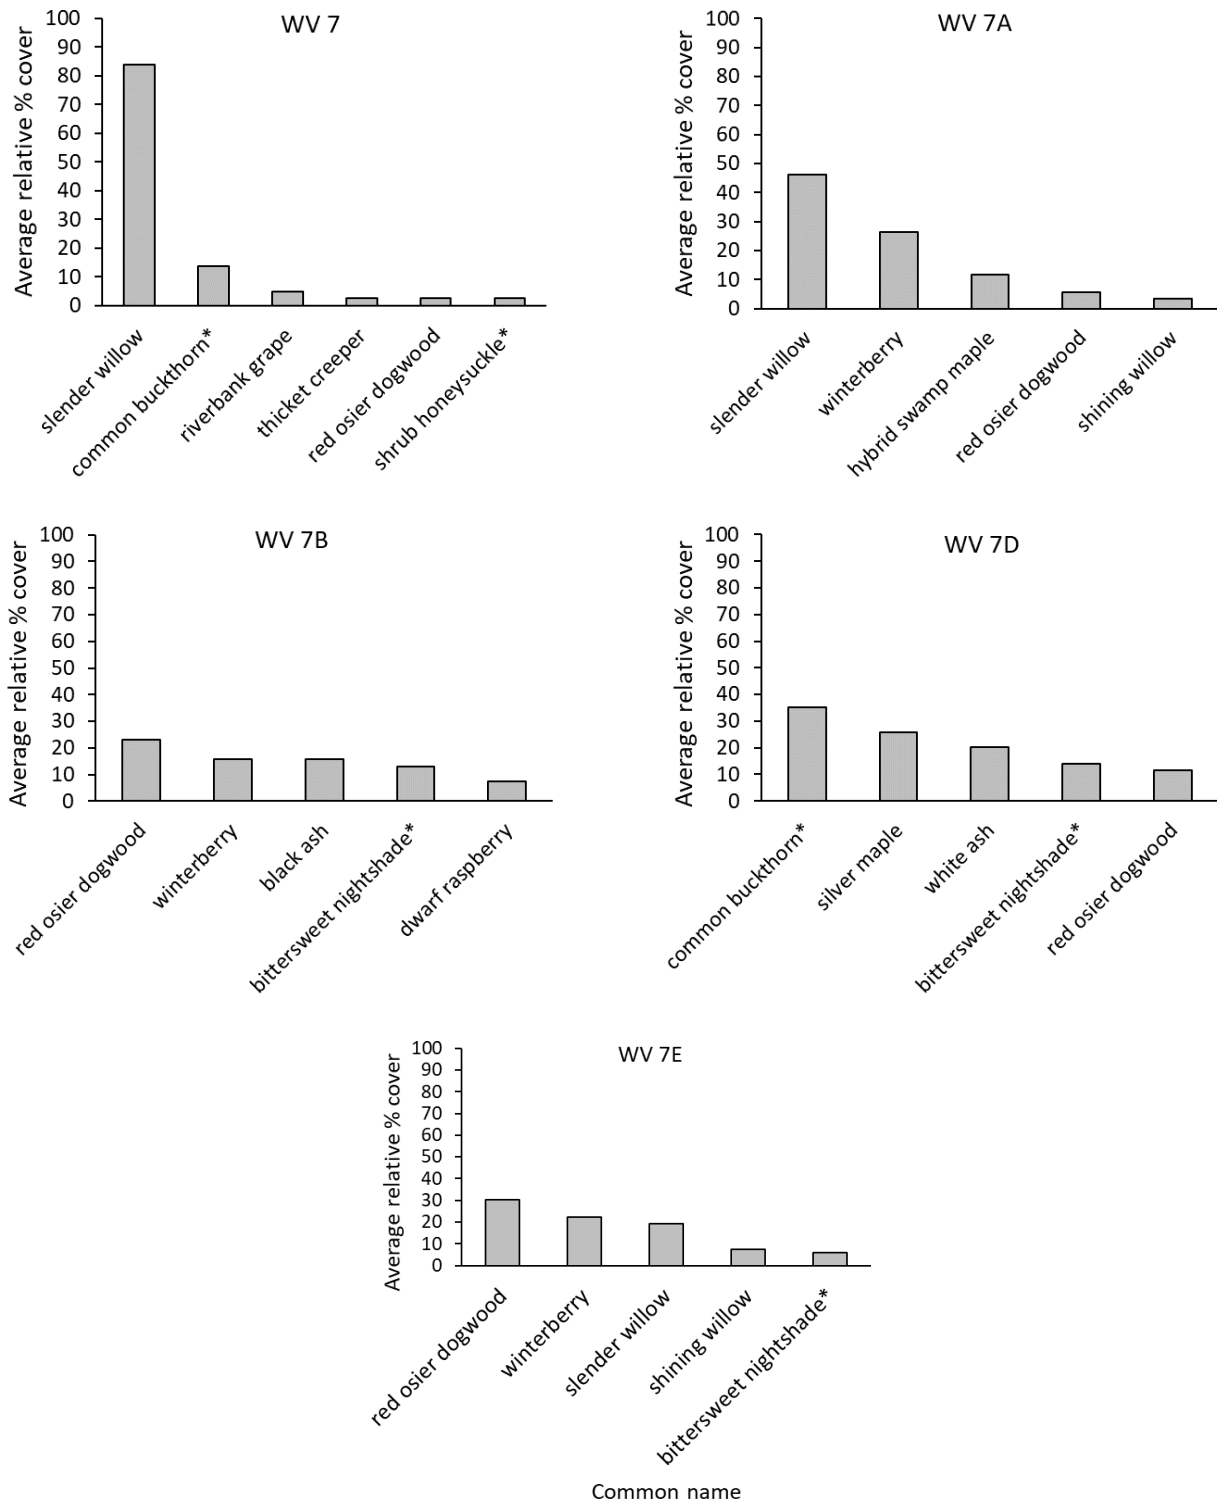 WV 7
Average relative % cover
100
90
80
70
60
50
40
30
20
10
0
slender willow
common buckthorn*
riverbank grape
thicket creeper
red osier dogwood
shrub honeysuckle*
WV 7A
Average relative % cover
100
90
80
70
60
50
40
30
20
10
0
slender willow
winterberry
hybrid swamp maple
red osier dogwood
shining willow
WV 7B
Average relative % cover
100
90
80
70
60
50
40
30
20
10
0
red osier dogwood
winterberry
black ash
bittersweet nightshade*
dwarf raspberry
WV 7D
Average relative % cover
100
90
80
70
60
50
40
30
20
10
0
common buckthorn*
silver maple
white ash
bittersweet nightshade*
red osier dogwood
WV 7E
Average relative % cover
100
90
80
70
60
50
40
30
20
10
0
red osier dogwood
winterberry
slender willow
shining willow
bittersweet nightshade*
Common name